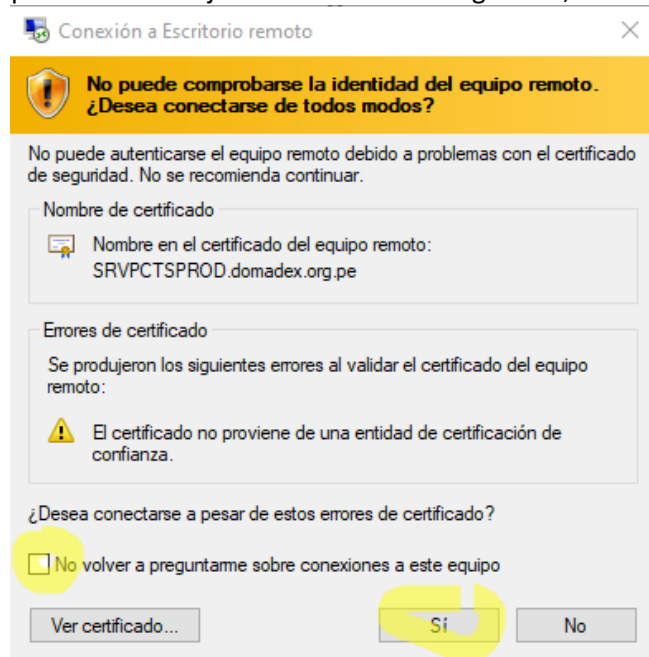 Conexión a Escritorio remoto
No puede comprobarse la identidad del equipo remoto.
¿Desea conectarse de todos modos?
No puede autenticarse el equipo remoto debido a problemas con el certificado
de seguridad. No se recomienda continuar.
Nombre de certificado
Nombre en el certificado del equipo remoto:
SRVPCTSPROD.domadex.org.pe
Errores de certificado
Se produjeron los siguientes errores al validar el certificado del equipo
remoto:
El certificado no proviene de una entidad de certificación de
confianza.
¿Desea conectarse a pesar de estos errores de certificado?
No volver a preguntarme sobre conexiones a este equipo
Ver certificado... Sí No